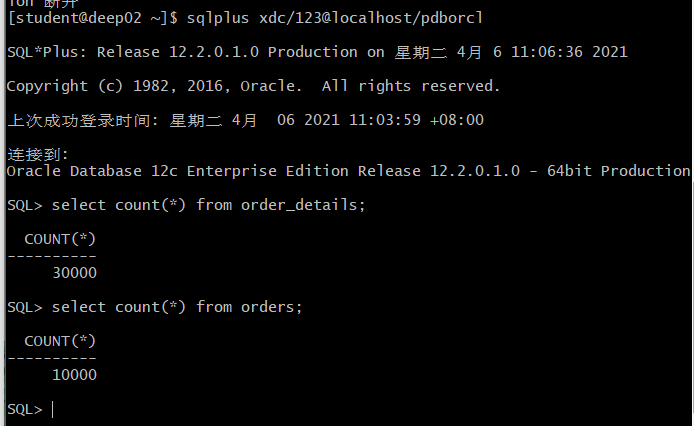 [student@deep02 ~]$ sqlplus xdc/123@localhost/pdborcl
SQL*Plus: Release 12.2.0.1.0 Production on 星期二 4月 6 11:06:36 2021
Copyright (c) 1982, 2016, Oracle.  All rights reserved.
上次成功登录时间: 星期二 4月  06 2021 11:03:59 +08:00
连接到:
Oracle Database 12c Enterprise Edition Release 12.2.0.1.0 - 64bit Production
SQL> select count(*) from order_details;
COUNT(*)
----------
30000
SQL> select count(*) from orders;
COUNT(*)
----------
10000
SQL>